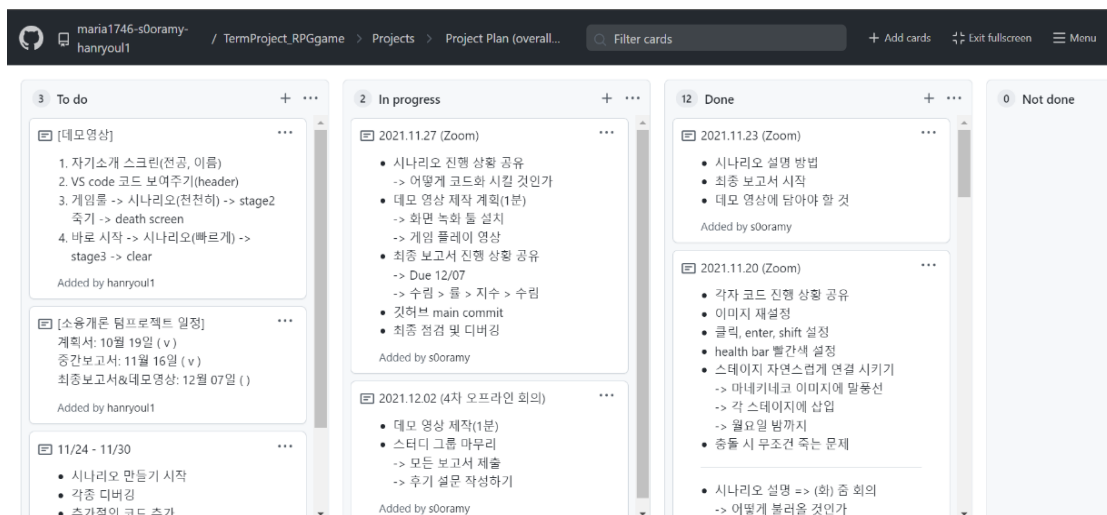 maria1746-s0oramy-
hanryoul1
/ TermProject_RPGgame > Projects > Project Plan (overall...
Filter cards
+ Add cards
Exit fullscreen
Menu
3 To do
[데모영상]
1. 자기소개 스크린(전공, 이름)
2. VS code 코드 보여주기(header)
3. 게임룰 -> 시나리오(천천히) -> stage2
죽기 -> death screen
4. 바로 시작 -> 시나리오(빠르게) ->
stage3 -> clear
Added by hanryoul1
[소융개론 텀프로젝트 일정]
계획서: 10월 19일 ( v )
중간보고서: 11월 16일 ( v )
최종보고서&데모영상: 12월 07일 ( )
Added by hanryoul1
11/24 - 11/30
• 시나리오 만들기 시작
• 각종 디버깅
• 추가적인 코드 추가
2 In progress
2021.11.27 (Zoom)
• 시나리오 진행 상황 공유
-> 어떻게 코드화 시킬 것인가
• 데모 영상 제작 계획(1분)
-> 화면 녹화 툴 설치
-> 게임 플레이 영상
• 최종 보고서 진행 상황 공유
-> Due 12/07
-> 수림 > 률 > 지수 > 수림
• 깃허브 main commit
• 최종 점검 및 디버깅
Added by s0oramy
2021.12.02 (4차 오프라인 회의)
• 데모 영상 제작(1분)
• 스터디 그룹 마무리
-> 모든 보고서 제출
-> 후기 설문 작성하기
Added by s0oramy
12 Done
2021.11.23 (Zoom)
• 시나리오 설명 방법
• 최종 보고서 시작
• 데모 영상에 담아야 할 것
Added by s0oramy
2021.11.20 (Zoom)
• 각자 코드 진행 상황 공유
• 이미지 재설정
• 클릭, enter, shift 설정
• health bar 빨간색 설정
• 스테이지 자연스럽게 연결 시키기
-> 마네키네코 이미지에 말풍선
-> 각 스테이지에 삽입
-> 월요일 밤까지
• 충돌 시 무조건 죽는 문제
• 시나리오 설명 => (화) 줌 회의
-> 어떻게 불러올 것인가
0 Not done